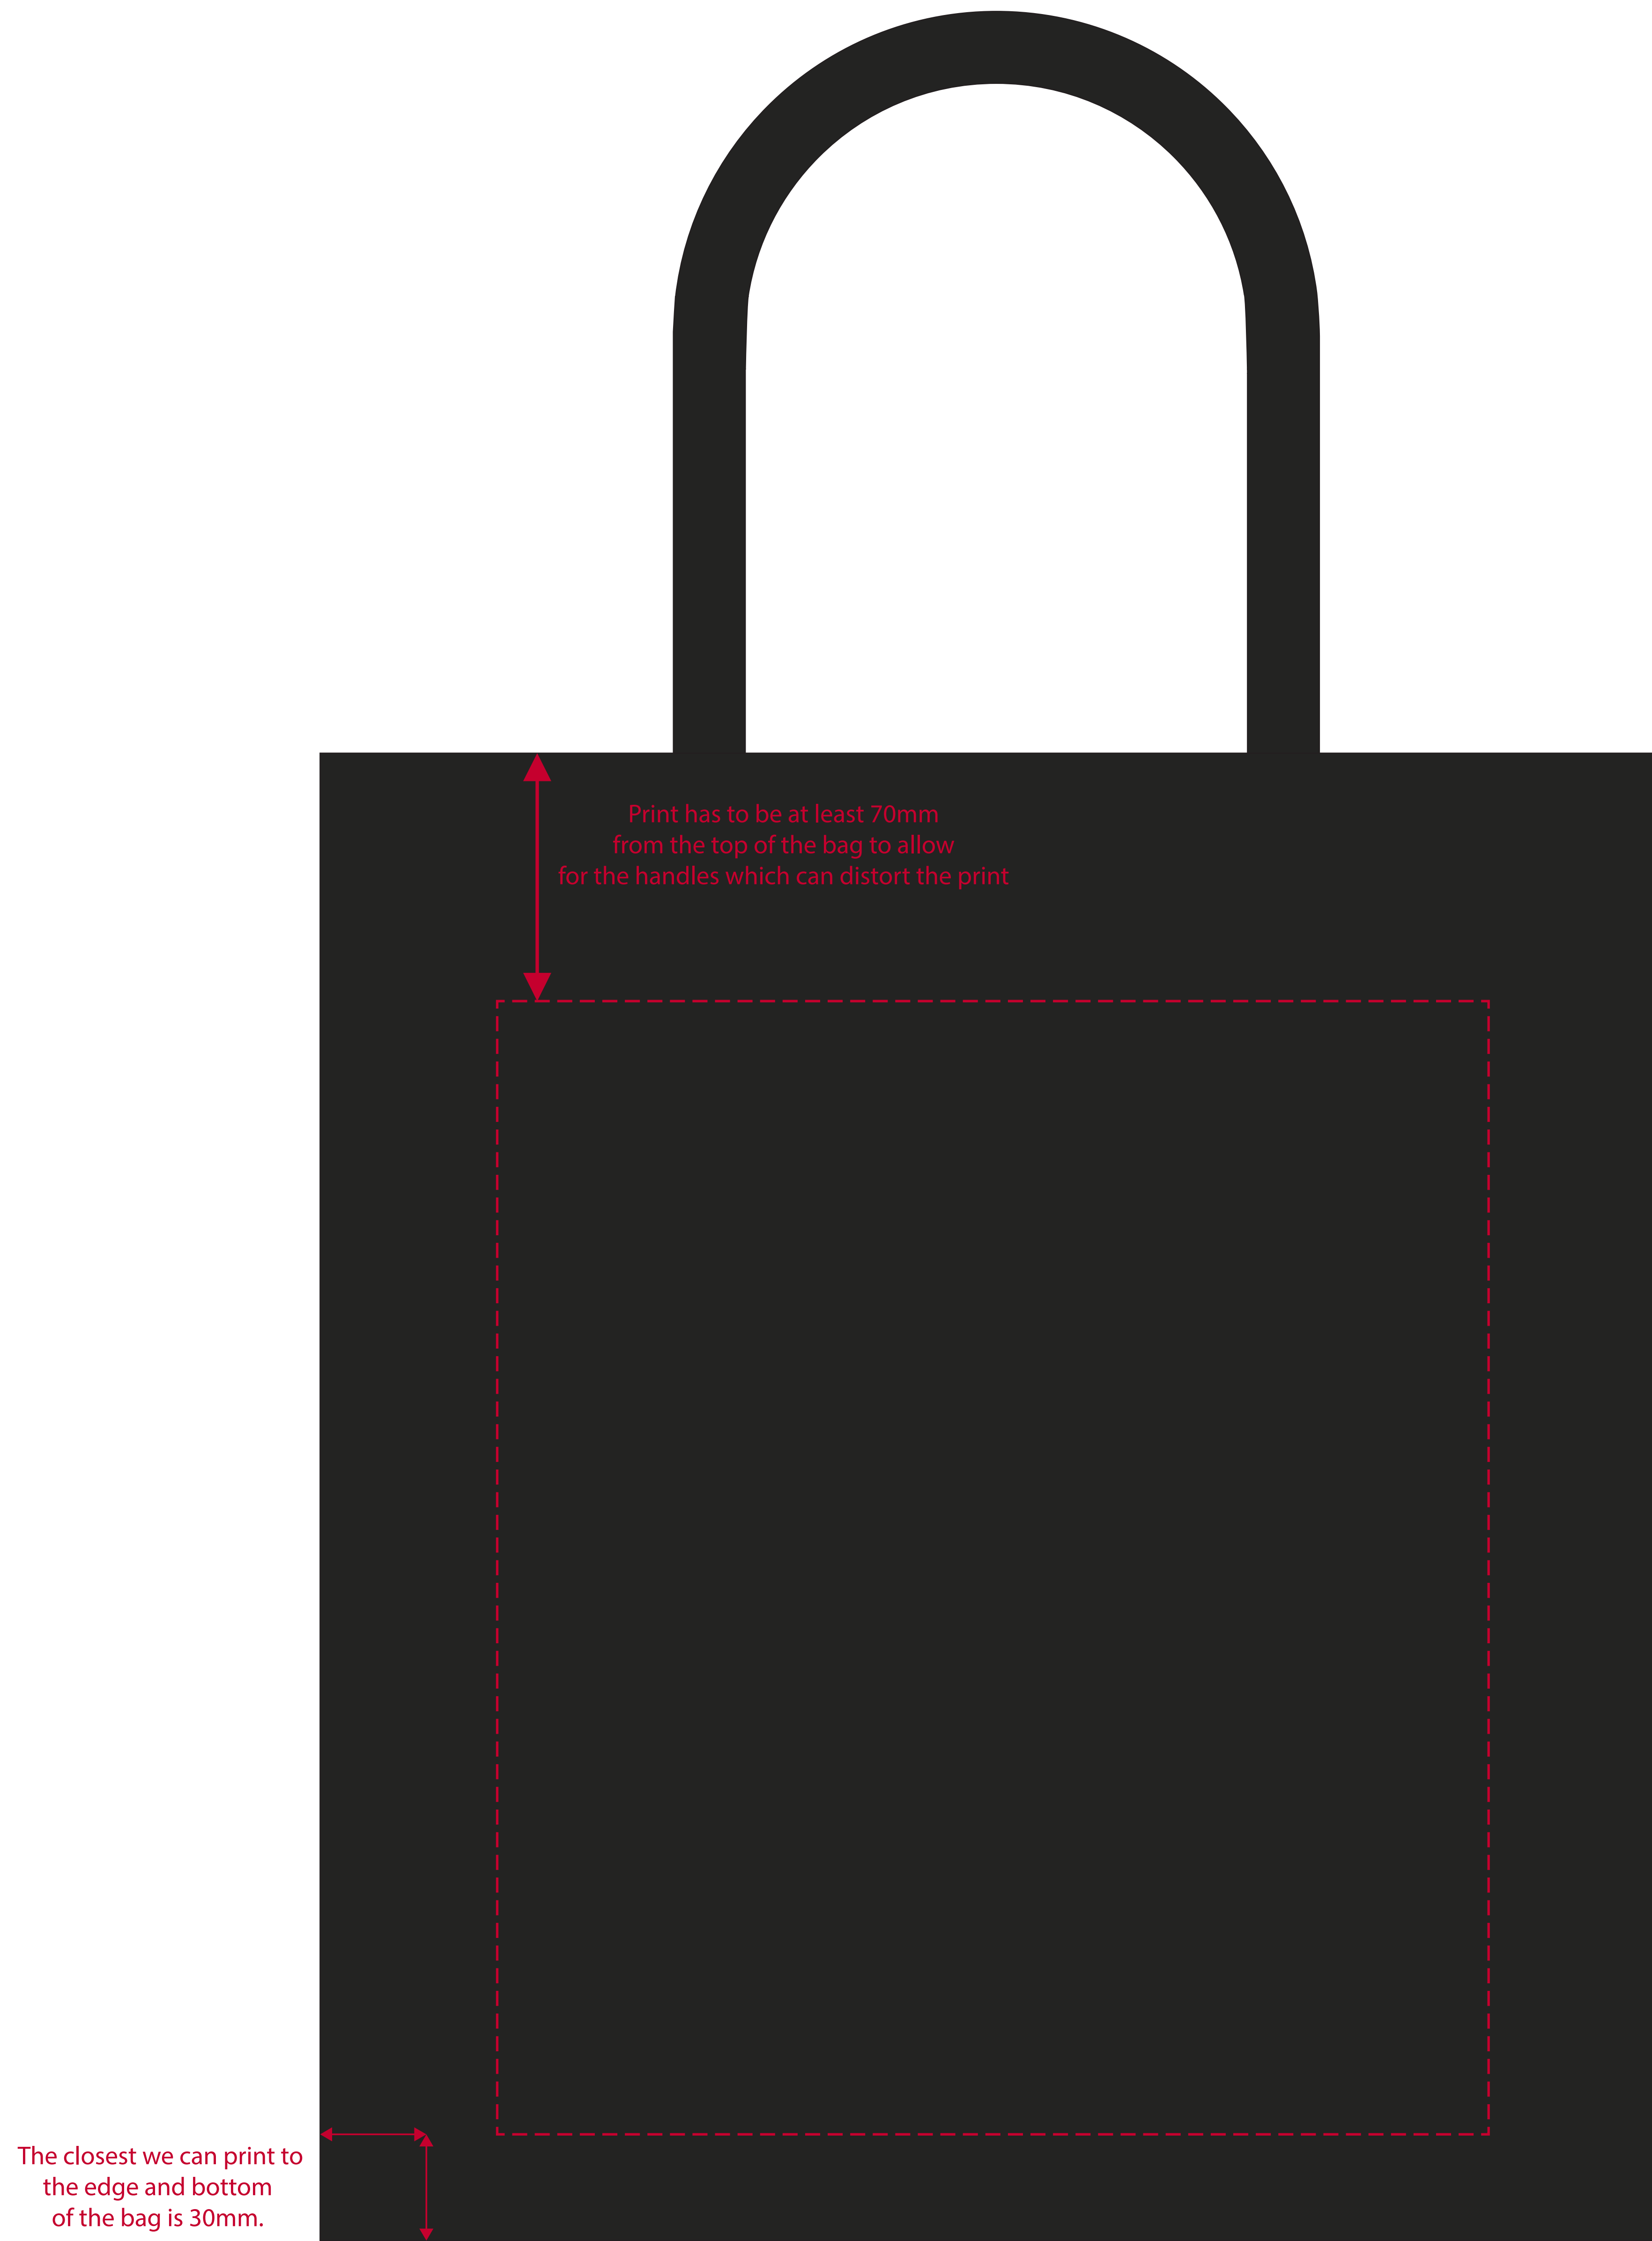 Print has to be at least 70mm
from the top of the bag to allow
for the handles which can distort the print
The closest we can print to
the edge and bottom
of the bag is 30mm.